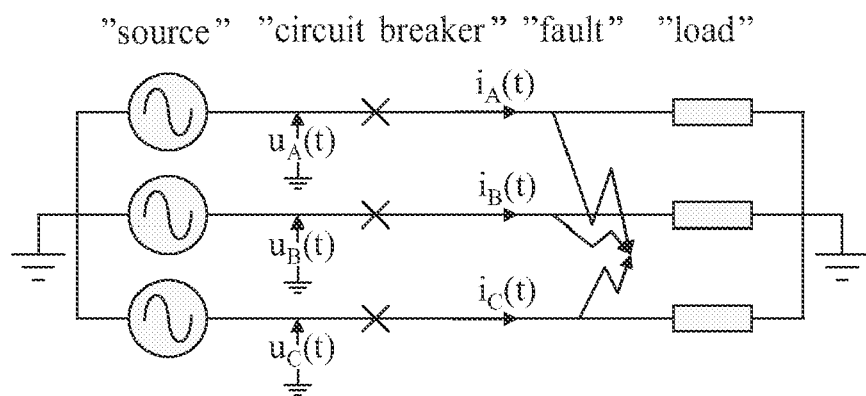 ”source” ”circuit breaker” ”fault” ”load”
i_A(t)
u_A(t)
i_B(t)
u_B(t)
i_C(t)
u_C(t)